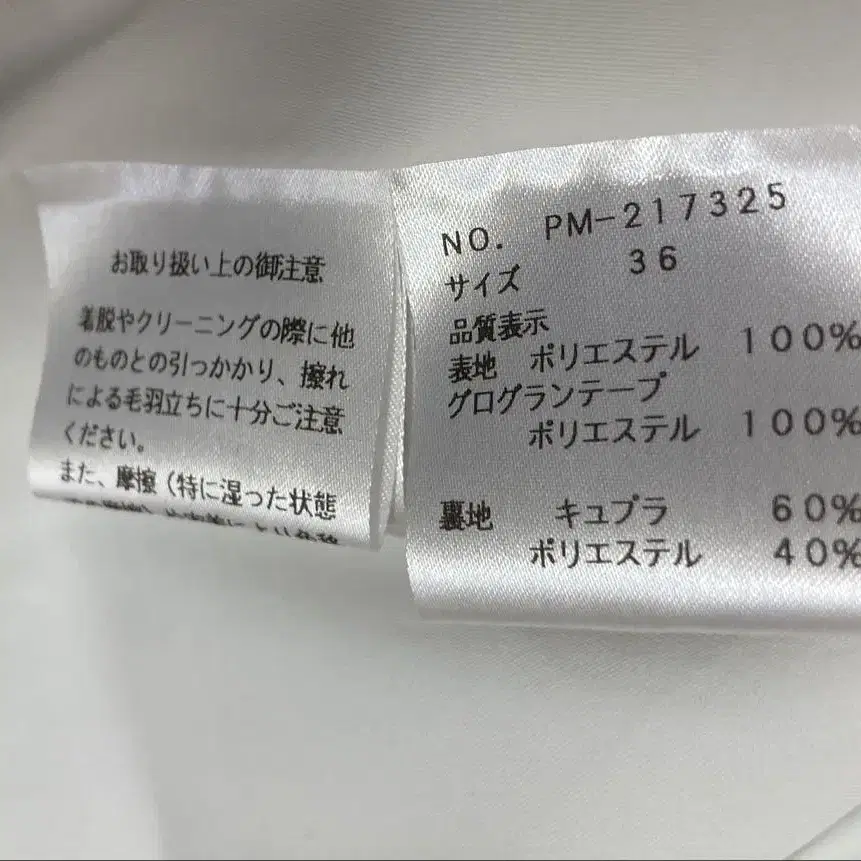 お取り扱い上の御注意
着脱やクリーニングの際に他
のものとの引っかかり、擦れ
による毛羽立ちに十分ご注意
ください。
また、摩擦(特に湿った状態
NO. PM-217325
サイズ 36
品質表示
表地 ポリエステル 100%
グログランテープ
ポリエステル 100%
裏地 キュプラ 60%
ポリエステル 40%